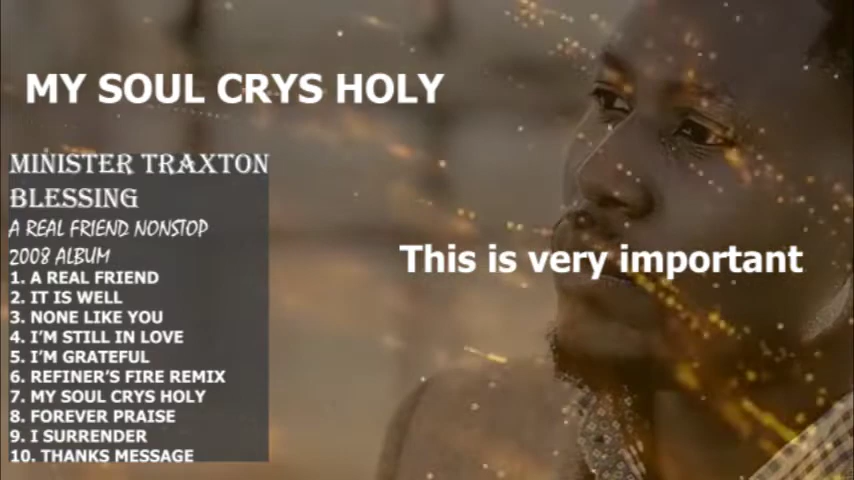 MY SOUL CRYS HOLY
MINISTER TRAXTON
BLESSING
A REAL FRIEND NONSTOP
2008 ALBUM
1. A REAL FRIEND
2. IT IS WELL
3. NONE LIKE YOU
4. I'M STILL IN LOVE
5. I'M GRATEFUL
6. REFINER'S FIRE REMIX
7. MY SOUL CRYS HOLY
8. FOREVER PRAISE
9. I SURRENDER
10. THANKS MESSAGE
This is very important